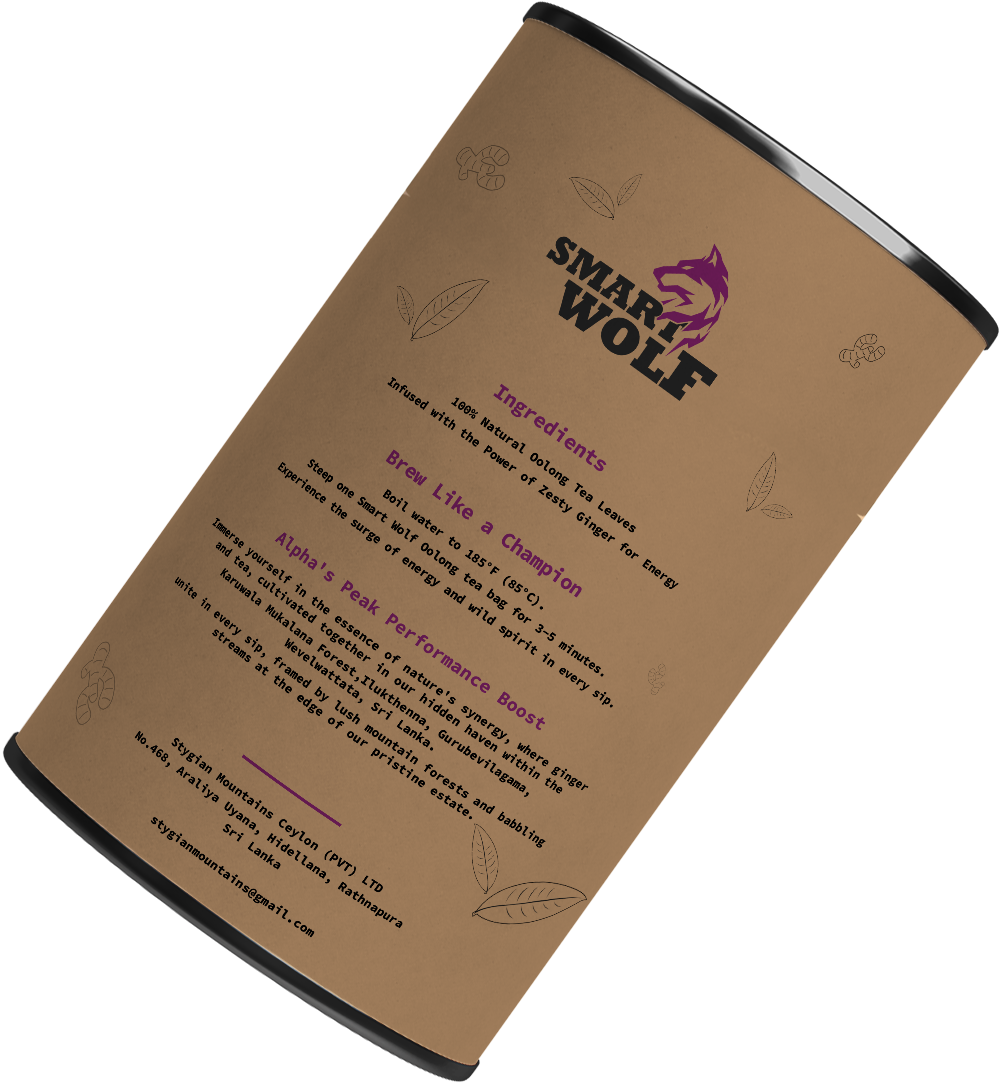 SMART
WOLF
Ingredients
100% Natural Oolong Tea Leaves
Infused with the Power of Zesty Ginger for Energy
Brew Like a Champion
Boil water to 185°F (85°C).
Steep one Smart Wolf Oolong tea bag for 3-5 minutes.
Experience the surge of energy and wild spirit in every sip.
Alpha's Peak Performance Boost
Immerse yourself in the essence of nature's synergy, where ginger
and tea, cultivated together in our hidden haven within the
Karuwala Mukalana Forest,Ilukthenna, Gurubevilagama,
Wevelwattata, Sri Lanka.
unite in every sip, framed by lush mountain forests and babbling
streams at the edge of our pristine estate.
Stygian Mountains Ceylon (PVT) LTD
No.468, Araliya Uyana, Hidellana, Rathnapura
Sri Lanka
stygianmountains@gmail.com